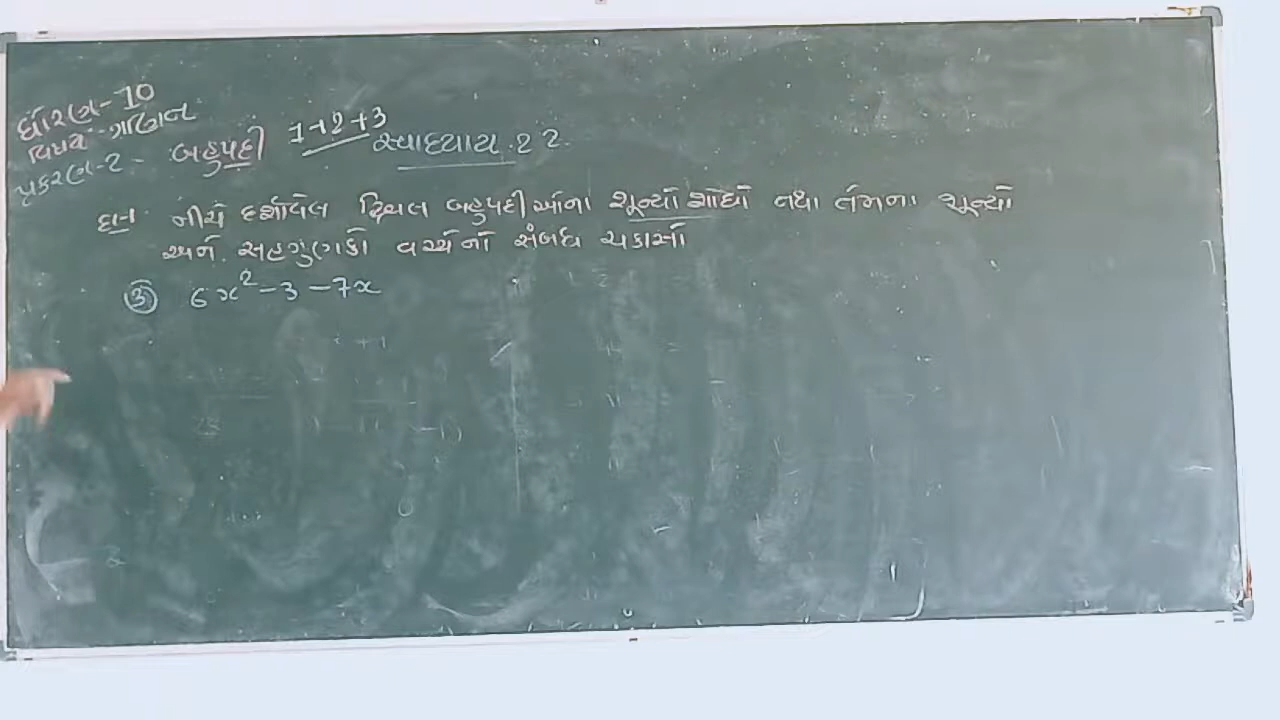 ધોરણ-10
વિષય - ગણિત
પ્રકરણ-2 - બહુપદી 1+2+3 સ્વાધ્યાય 2.2
દા-1 નીચે દર્શાવેલ દ્વિઘાત બહુપદીઓના શૂન્યો શોધો તથા તેમના શૂન્યો
અને સહગુણકો વચ્ચેનો સંબંધ ચકાસો
③ 6x² - 3 - 7x